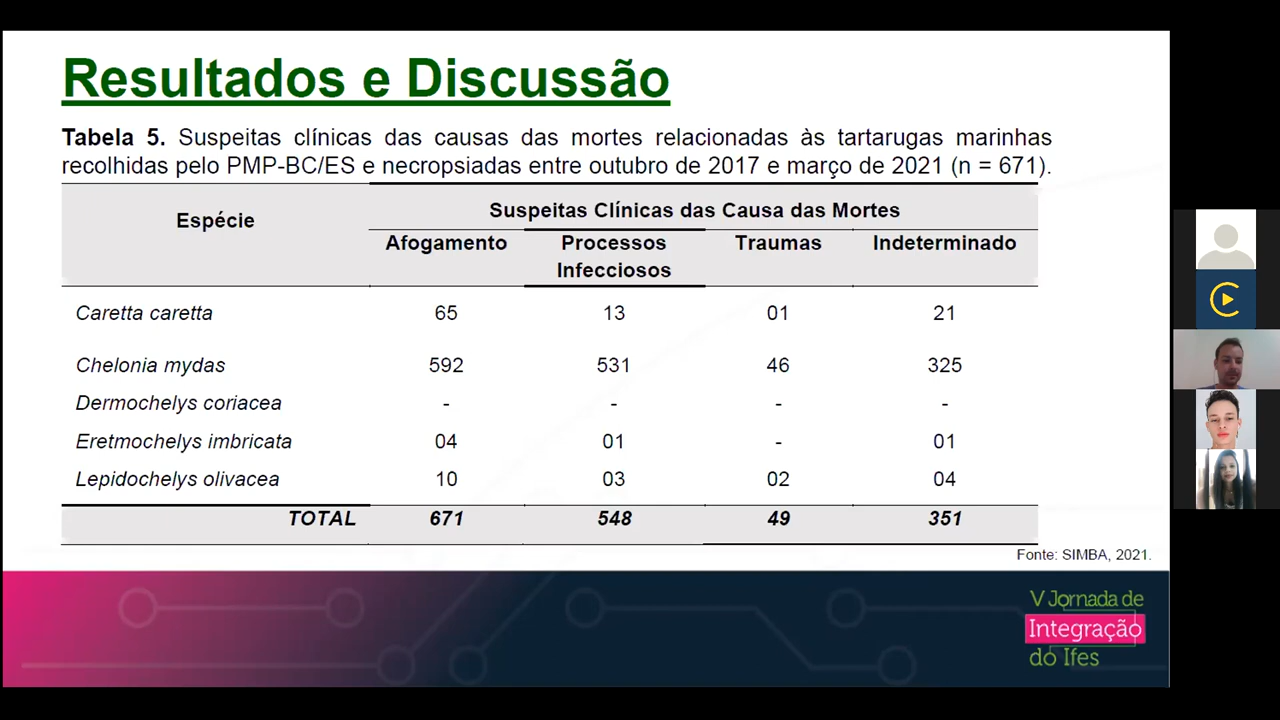 Resultados e Discussão
Tabela 5. Suspeitas clínicas das causas das mortes relacionadas às tartarugas marinhas
recolhidas pelo PMP-BC/ES e necropsiadas entre outubro de 2017 e março de 2021 (n = 671).
Espécie
Suspeitas Clínicas das Causa das Mortes
Afogamento Processos Infecciosos Traumas Indeterminado
Caretta caretta 65 13 01 21
Chelonia mydas 592 531 46 325
Dermochelys coriacea - - - -
Eretmochelys imbricata 04 01 - 01
Lepidochelys olivacea 10 03 02 04
TOTAL 671 548 49 351
Fonte: SIMBA, 2021.
V Jornada de
Integração
do Ifes